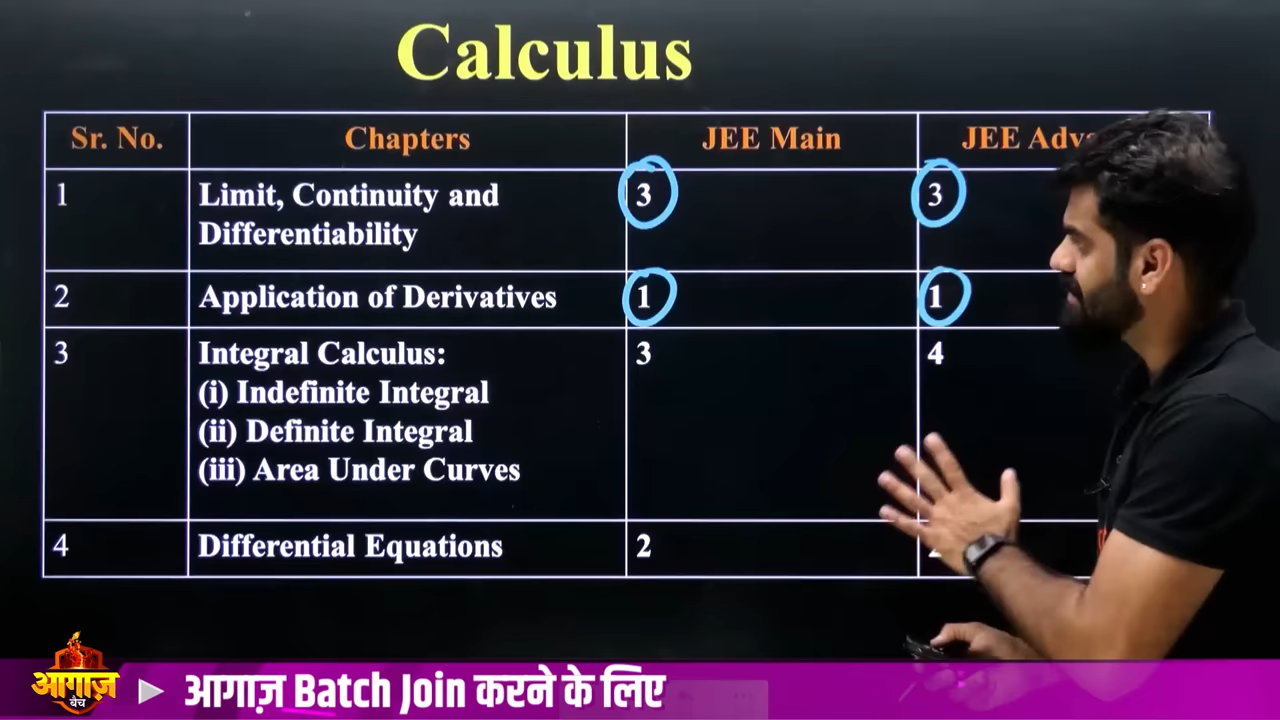 Calculus
Sr. No. Chapters JEE Main JEE Adv
1 Limit, Continuity and Differentiability 3 3
2 Application of Derivatives 1 1
3 Integral Calculus: 3 4
(i) Indefinite Integral
(ii) Definite Integral
(iii) Area Under Curves
4 Differential Equations 2
आगाज़
बैच
आगाज़ Batch Join करने के लिए